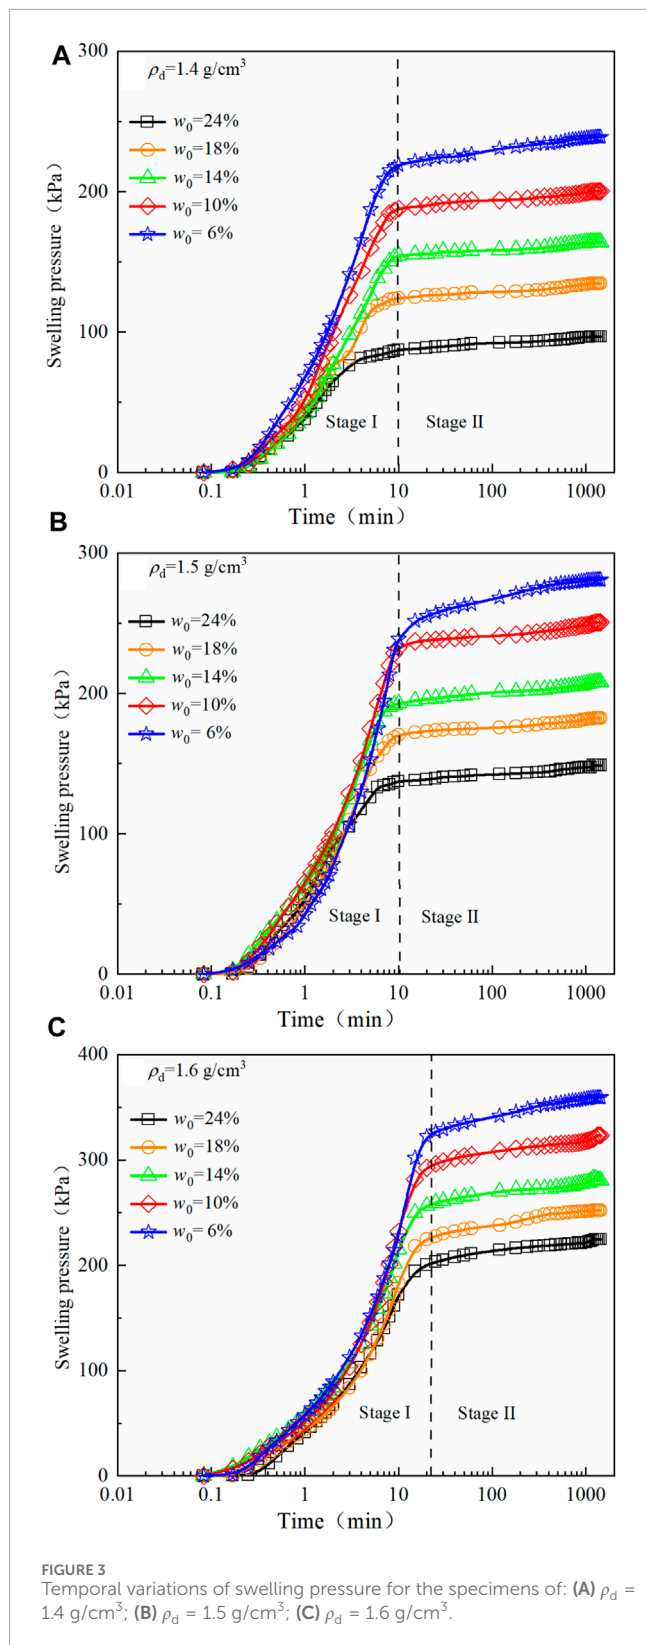 A
ρd=1.4 g/cm³
w0=24%
w0=18%
w0=14%
w0=10%
w0= 6%
Stage I
Stage II
300
200
100
0
Swelling pressure（kPa）
0.01
0.1
1
10
100
1000
Time（min）
B
ρd=1.5 g/cm³
w0=24%
w0=18%
w0=14%
w0=10%
w0= 6%
Stage I
Stage II
300
200
100
0
Swelling pressure（kPa）
0.01
0.1
1
10
100
1000
Time（min）
C
ρd=1.6 g/cm³
w0=24%
w0=18%
w0=14%
w0=10%
w0= 6%
Stage I
Stage II
400
300
200
100
0
Swelling pressure（kPa）
0.01
0.1
1
10
100
1000
Time（min）
FIGURE 3
Temporal variations of swelling pressure for the specimens of: (A) ρd =
1.4 g/cm³; (B) ρd = 1.5 g/cm³; (C) ρd = 1.6 g/cm³.